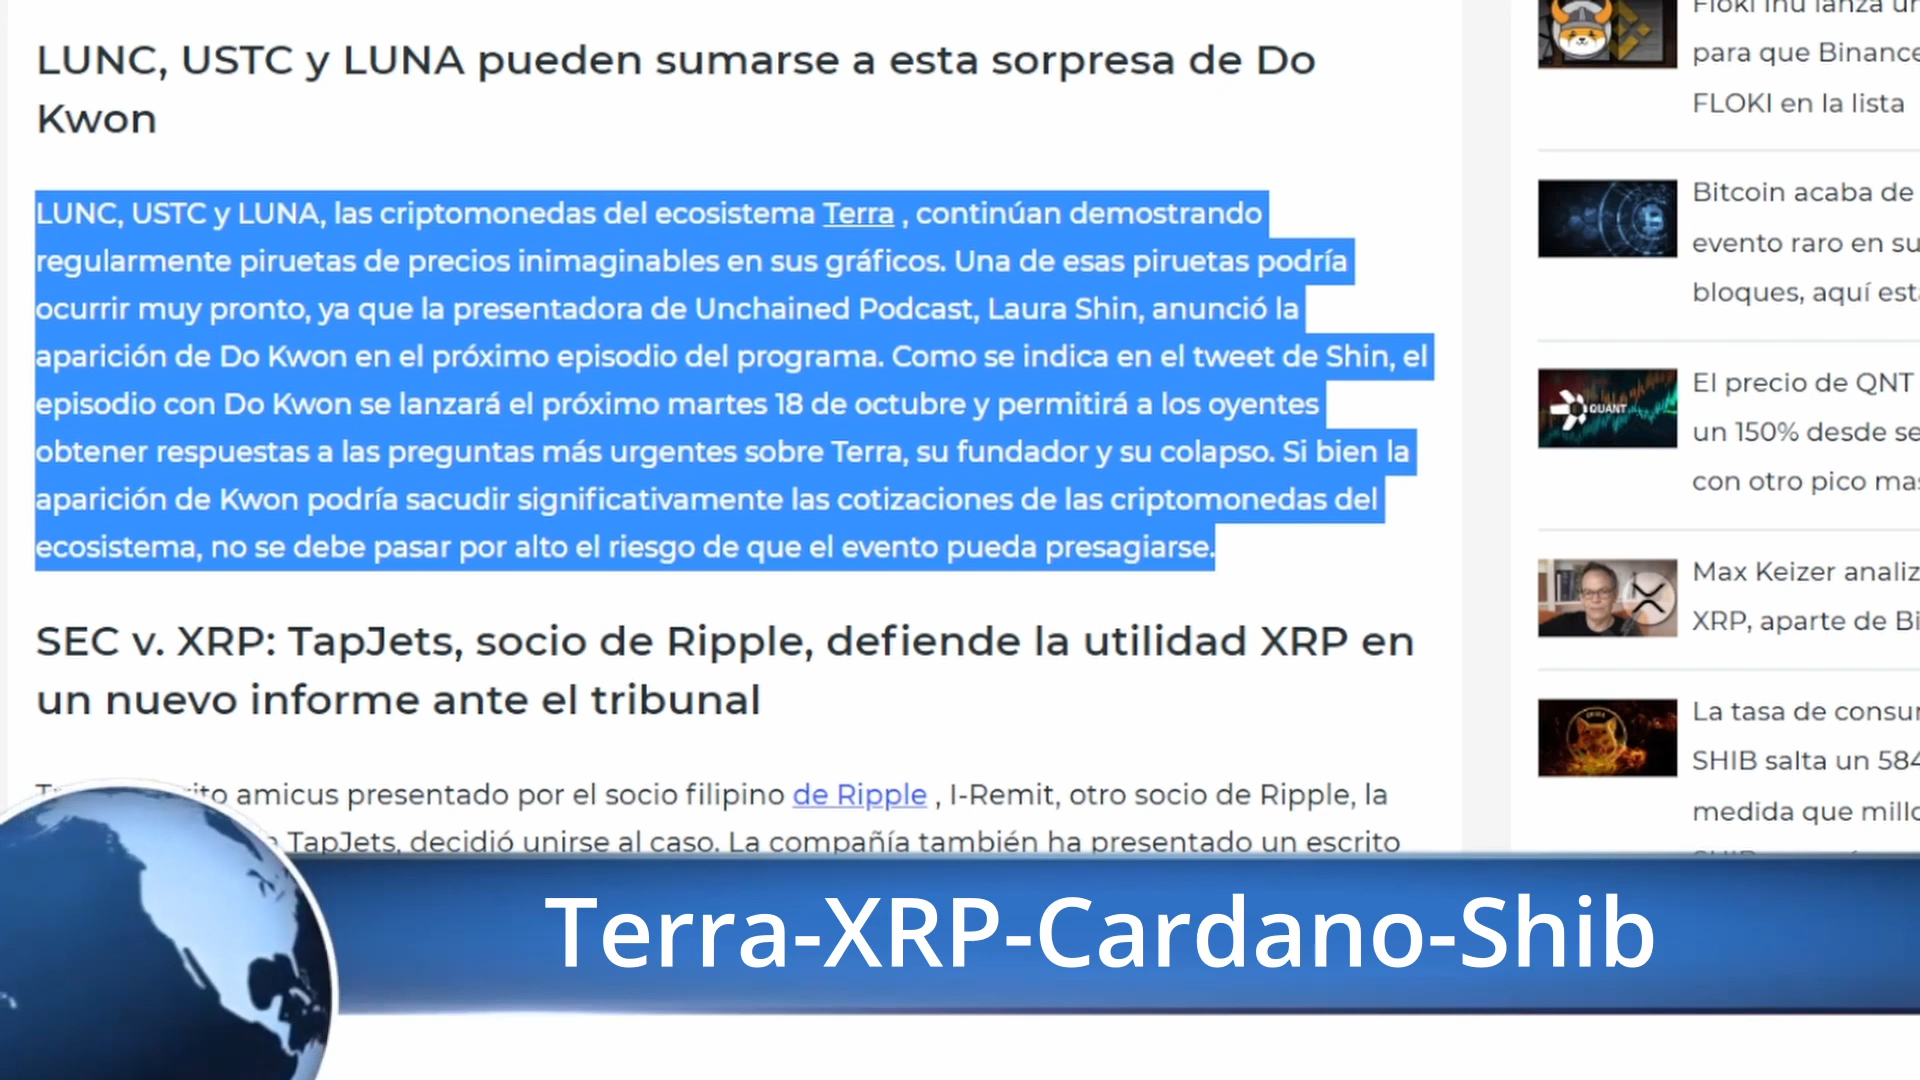 LUNC, USTC y LUNA pueden sumarse a esta sorpresa de Do
Kwon
LUNC, USTC y LUNA, las criptomonedas del ecosistema Terra , continúan demostrando
regularmente piruetas de precios inimaginables en sus gráficos. Una de esas piruetas podría
ocurrir muy pronto, ya que la presentadora de Unchained Podcast, Laura Shin, anunció la
aparición de Do Kwon en el próximo episodio del programa. Como se indica en el tweet de Shin, el
episodio con Do Kwon se lanzará el próximo martes 18 de octubre y permitirá a los oyentes
obtener respuestas a las preguntas más urgentes sobre Terra, su fundador y su colapso. Si bien la
aparición de Kwon podría sacudir significativamente las cotizaciones de las criptomonedas del
ecosistema, no se debe pasar por alto el riesgo de que el evento pueda presagiarse.
SEC v. XRP: TapJets, socio de Ripple, defiende la utilidad XRP en
un nuevo informe ante el tribunal
amicus presentado por el socio filipino de Ripple , I-Remit, otro socio de Ripple, la
TapJets, decidió unirse al caso. La compañía también ha presentado un escrito
Floki Inu lanza
para que Binance
FLOKI en la lista
Bitcoin acaba de
evento raro en su
bloques, aquí
El precio de QNT
un 150% desde
con otro pico
QUANT
Max Keizer
XRP, aparte de
La tasa de
SHIB salta un
medida que
Terra-XRP-Cardano-Shib